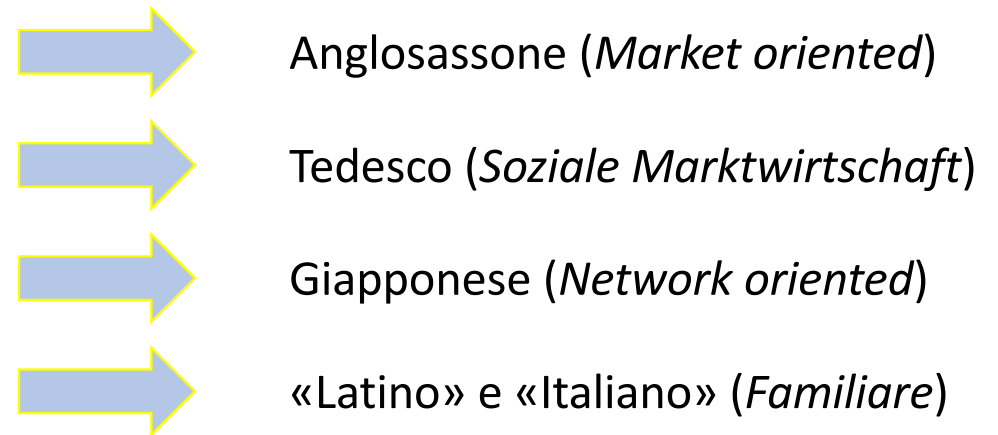 Anglosassone (Market oriented)
Tedesco (Soziale Marktwirtschaft)
Giapponese (Network oriented)
«Latino» e «Italiano» (Familiare)